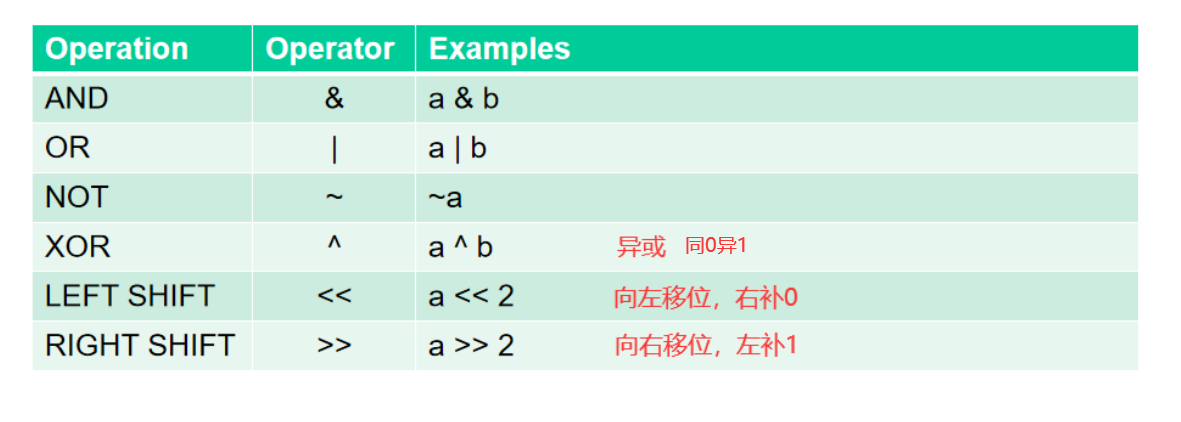 Operation Operator Examples
AND & a & b
OR | a | b
NOT ~ ~a
XOR ^ a ^ b 异或 同0异1
LEFT SHIFT << a << 2 向左移位，右补0
RIGHT SHIFT >> a >> 2 向右移位，左补1